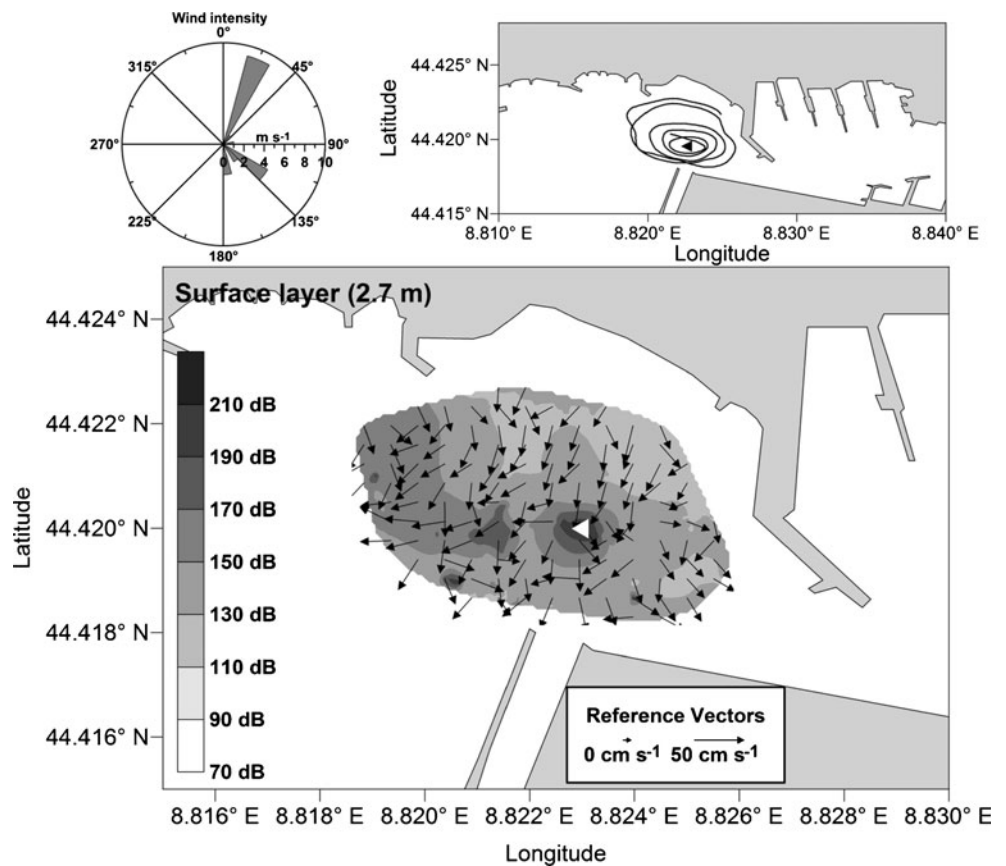 Wind intensity
0°
315°
45°
m s-1
270°
90°
0 2 4 6 8 10
225°
135°
180°
44.425° N
44.420° N
44.415° N
Latitude
8.810° E 8.820° E 8.830° E 8.840° E
Longitude
Surface layer (2.7 m)
44.424° N
44.422° N
44.420° N
44.418° N
44.416° N
Latitude
210 dB
190 dB
170 dB
150 dB
130 dB
110 dB
90 dB
70 dB
Reference Vectors
0 cm s-1 50 cm s-1
8.816° E 8.818° E 8.820° E 8.822° E 8.824° E 8.826° E 8.828° E 8.830° E
Longitude